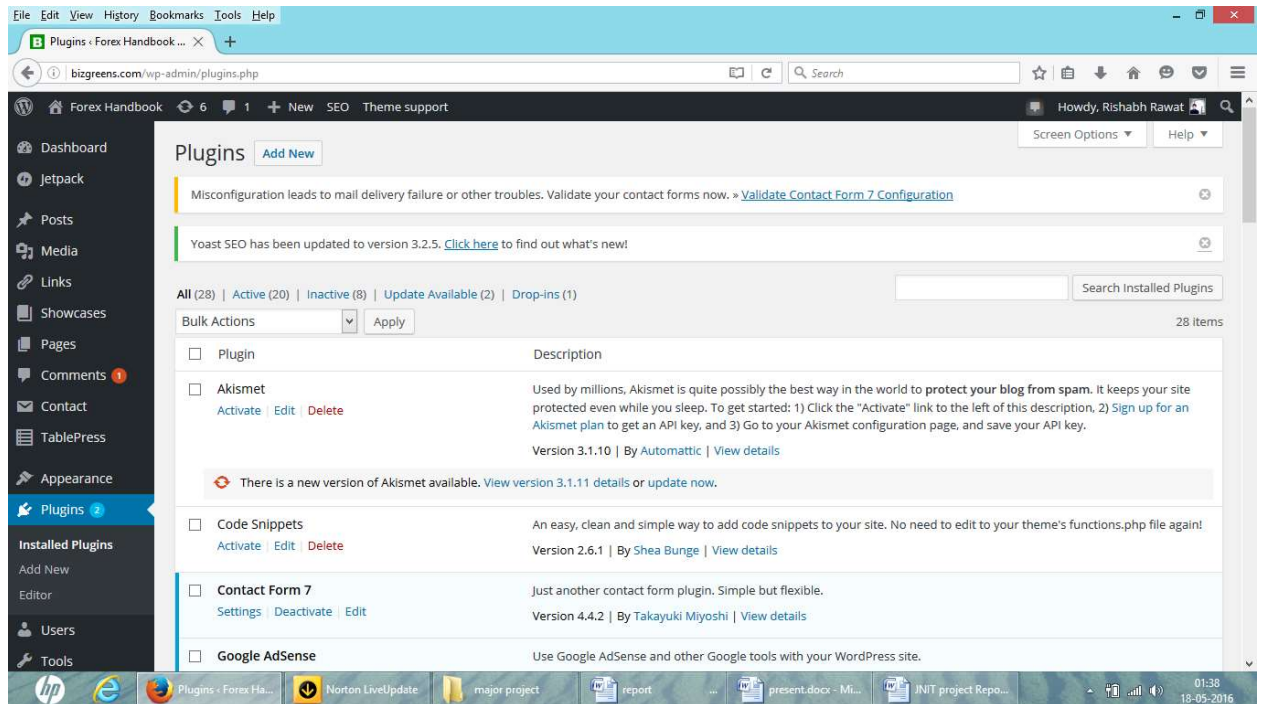 File Edit View History Bookmarks Tools Help
Plugins ‹ Forex Handbook ... ×
bizgreens.com/wp-admin/plugins.php
Search
Forex Handbook 6 1 + New SEO Theme support
Howdy, Rishabh Rawat
Screen Options ▼ Help ▼
Dashboard
Jetpack
Posts
Media
Links
Showcases
Pages
Comments 1
Contact
TablePress
Appearance
Plugins 2
Installed Plugins
Add New
Editor
Users
Tools
Plugins Add New
Misconfiguration leads to mail delivery failure or other troubles. Validate your contact forms now. » Validate Contact Form 7 Configuration
Yoast SEO has been updated to version 3.2.5. Click here to find out what's new!
All (28) | Active (20) | Inactive (8) | Update Available (2) | Drop-ins (1)
Search Installed Plugins
Bulk Actions Apply
28 items
Plugin Description
Akismet
Activate | Edit | Delete
Used by millions, Akismet is quite possibly the best way in the world to protect your blog from spam. It keeps your site
protected even while you sleep. To get started: 1) Click the "Activate" link to the left of this description, 2) Sign up for an
Akismet plan to get an API key, and 3) Go to your Akismet configuration page, and save your API key.
Version 3.1.10 | By Automattic | View details
There is a new version of Akismet available. View version 3.1.11 details or update now.
Code Snippets
Activate | Edit | Delete
An easy, clean and simple way to add code snippets to your site. No need to edit to your theme's functions.php file again!
Version 2.6.1 | By Shea Bunge | View details
Contact Form 7
Settings | Deactivate | Edit
Just another contact form plugin. Simple but flexible.
Version 4.4.2 | By Takayuki Miyoshi | View details
Google AdSense
Use Google AdSense and other Google tools with your WordPress site.
hp
Plugins ‹ Forex Ha...
Norton LiveUpdate
major project
report ...
present.docx - Mi...
JNIT project Repo...
01:38
18-05-2016